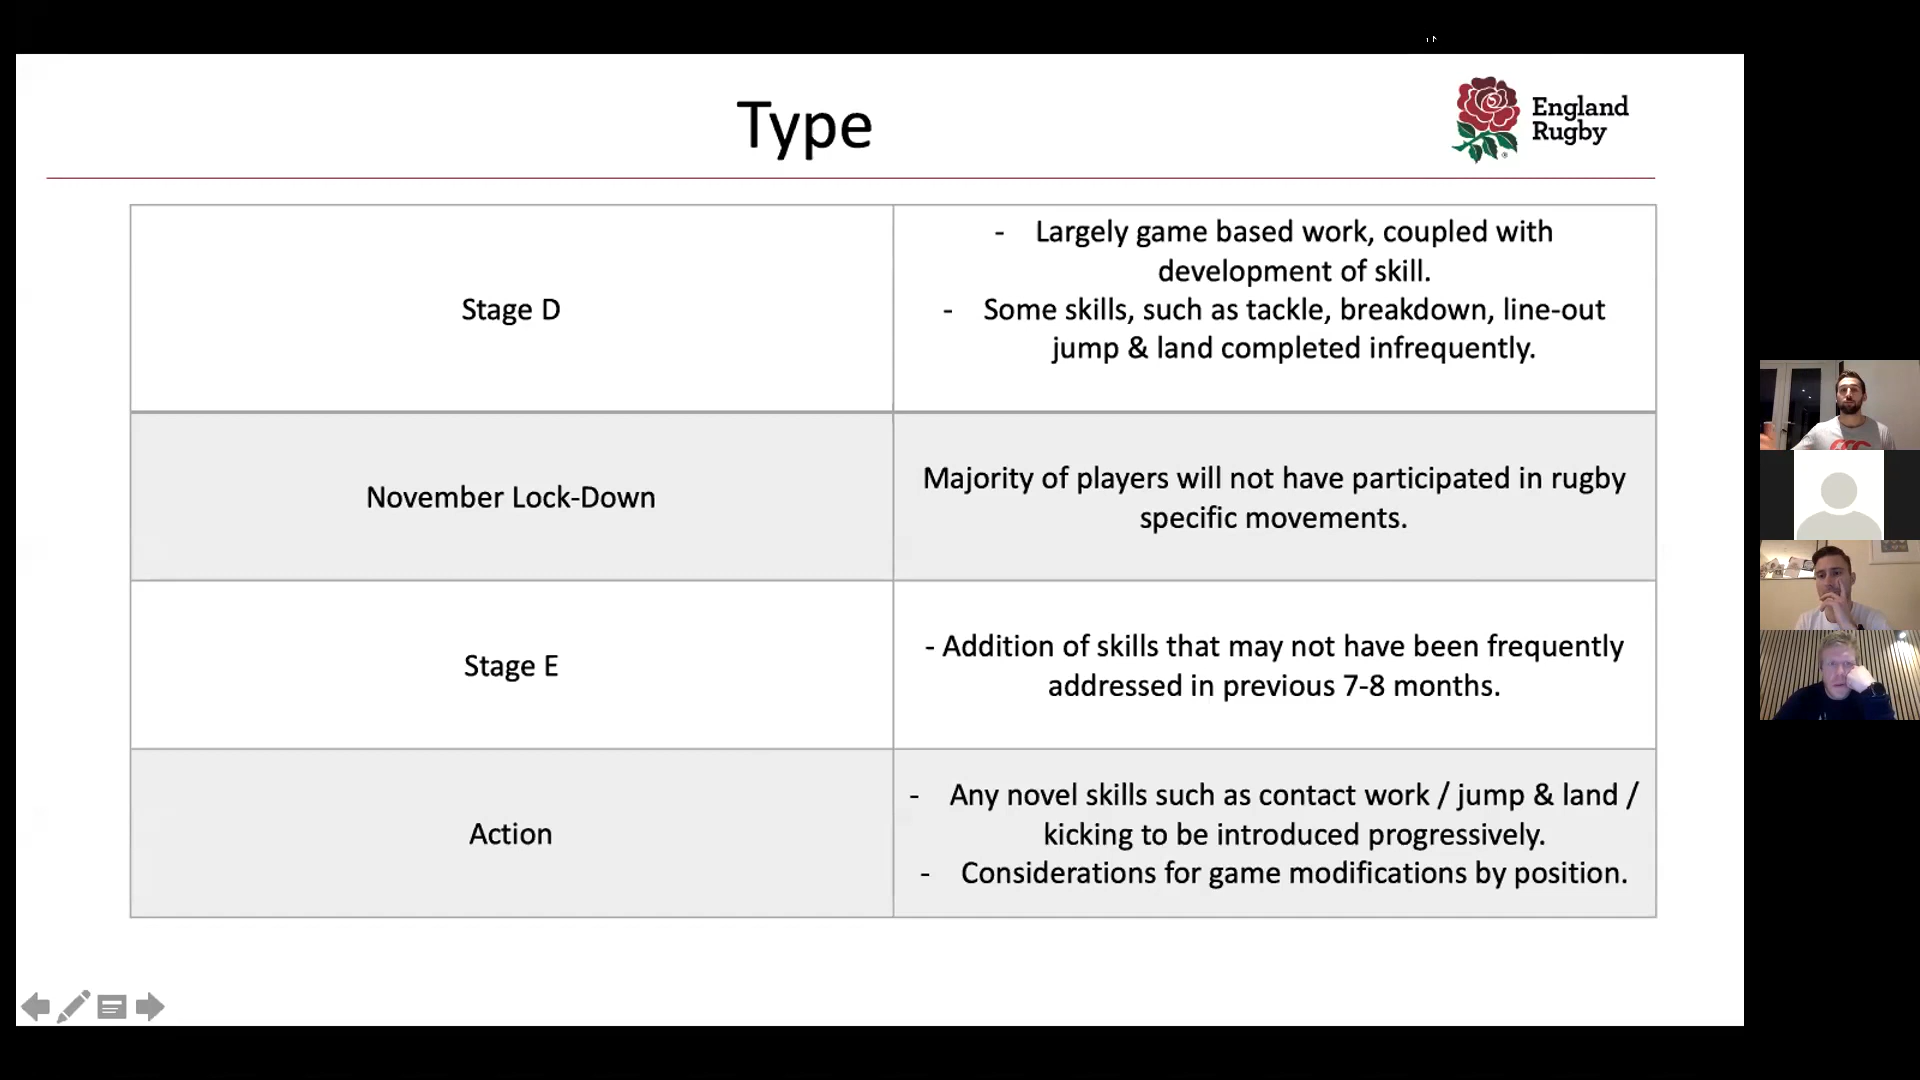 Type
England
Rugby
Stage D
- Largely game based work, coupled with
development of skill.
- Some skills, such as tackle, breakdown, line-out
jump & land completed infrequently.
November Lock-Down
Majority of players will not have participated in rugby
specific movements.
Stage E
- Addition of skills that may not have been frequently
addressed in previous 7-8 months.
Action
- Any novel skills such as contact work / jump & land /
kicking to be introduced progressively.
- Considerations for game modifications by position.